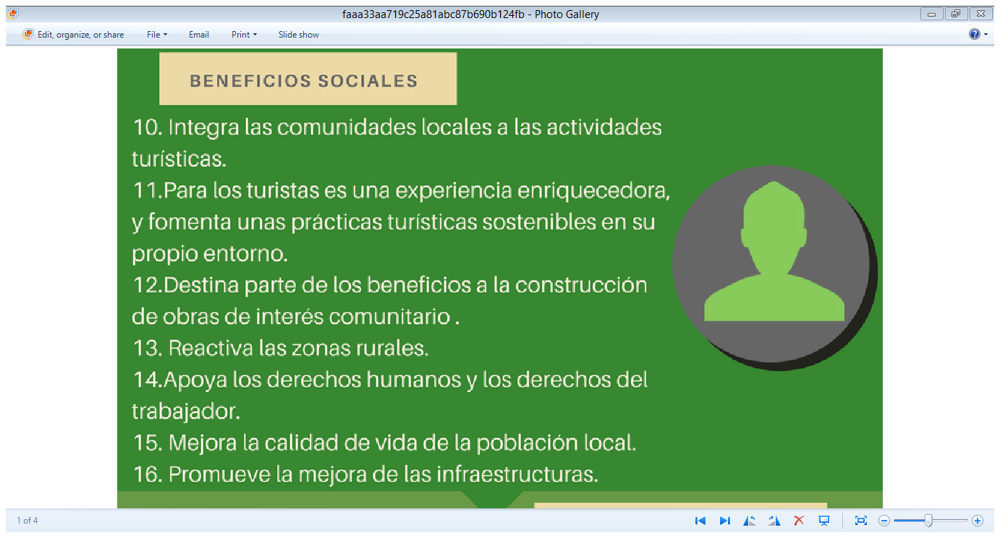 faaa33aa719c25a81abc87b690b124fb - Photo Gallery
Edit, organize, or share File Email Print Slide show
BENEFICIOS SOCIALES
10. Integra las comunidades locales a las actividades
turísticas.
11.Para los turistas es una experiencia enriquecedora,
y fomenta unas prácticas turísticas sostenibles en su
propio entorno.
12.Destina parte de los beneficios a la construcción
de obras de interés comunitario .
13. Reactiva las zonas rurales.
14.Apoya los derechos humanos y los derechos del
trabajador.
15. Mejora la calidad de vida de la población local.
16. Promueve la mejora de las infraestructuras.
1 of 4